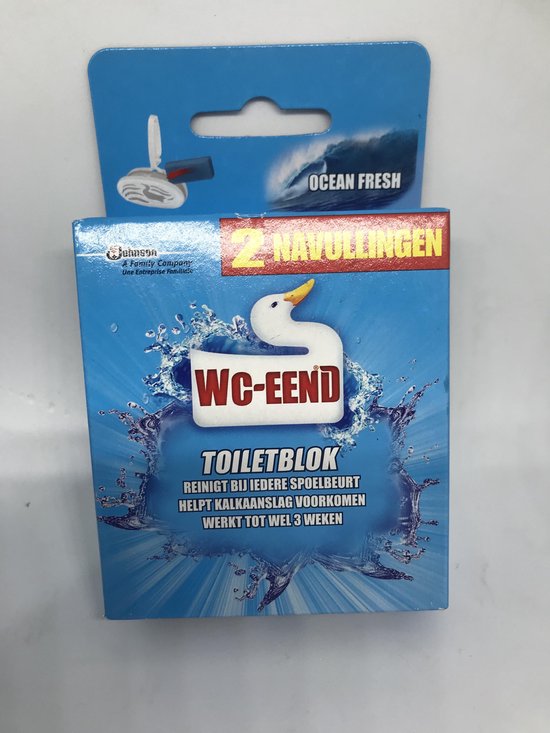 OCEAN FRESH
Johnson
A Family Company
Une Entreprise Familiale
2 NAVULLINGEN
WC-EEND®
TOILETBLOK
REINIGT BIJ IEDERE SPOELBEURT
HELPT KALKAANSLAG VOORKOMEN
WERKT TOT WEL 3 WEKEN